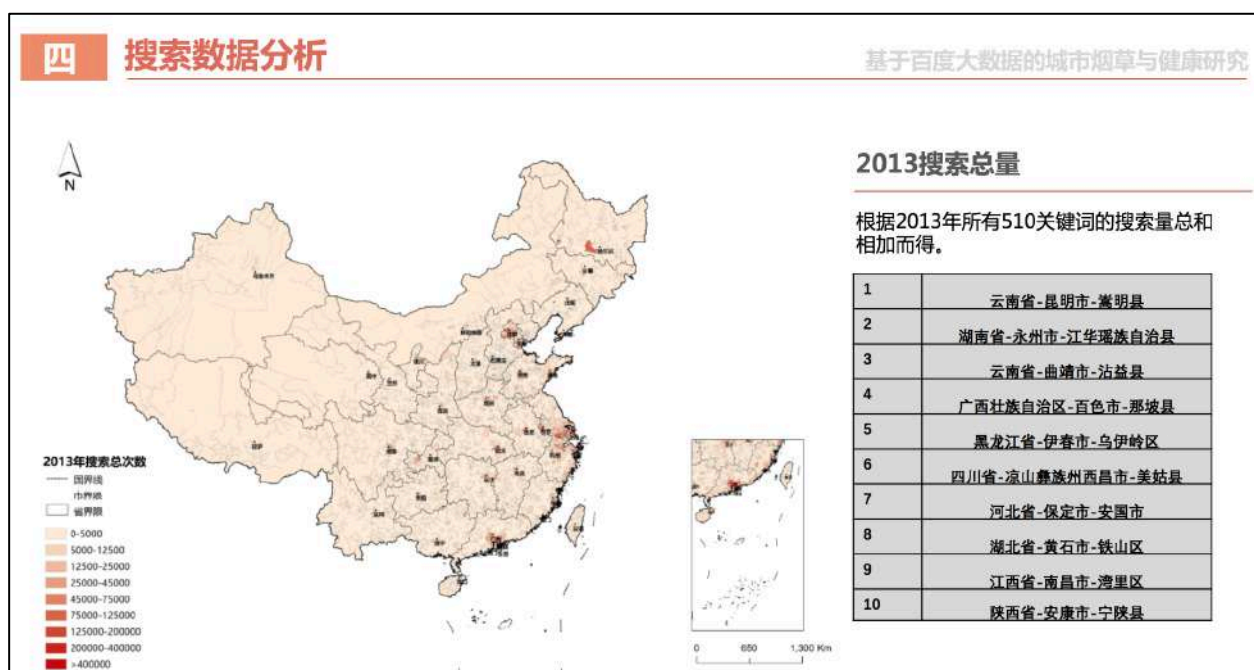 四
搜索数据分析
基于百度大数据的城市烟草与健康研究
N
2013搜索总量
根据2013年所有510关键词的搜索量总和
相加而得。
1 云南省-昆明市-嵩明县
2 湖南省-永州市-江华瑶族自治县
3 云南省-曲靖市-沾益县
4 广西壮族自治区-百色市-那坡县
5 黑龙江省-伊春市-乌伊岭区
6 四川省-凉山彝族州西昌市-美姑县
7 河北省-保定市-安国市
8 湖北省-黄石市-铁山区
9 江西省-南昌市-湾里区
10 陕西省-安康市-宁陕县
2013年搜索总次数
国界线
市界线
省界限
0-5000
5000-12500
12500-25000
25000-45000
45000-75000
75000-125000
125000-200000
200000-400000
>400000
0 650 1,300 Km